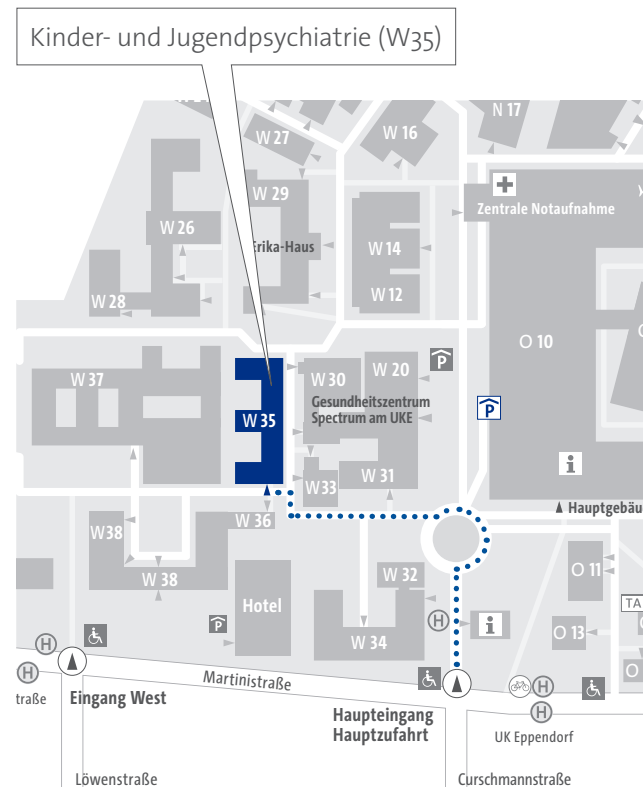 Kinder- und Jugendpsychiatrie (W35)
N 17
W 27
W 16
W 29
Zentrale Notaufnahme
W 26
Erika-Haus
W 14
W 28
W 12
O 10
W 37
W 30
W 20
P
Gesundheitszentrum
Spectrum am UKE
P
W 35
W 31
i
W33
Hauptgebäu
W 36
W38
W 38
W 32
O 11
Hotel
TA
P
H
i
O 13
W 34
O
H
H
Martinistraße
traße
Eingang West
Haupteingang
Hauptzufahrt
H
H
UK Eppendorf
Löwenstraße
Curschmannstraße